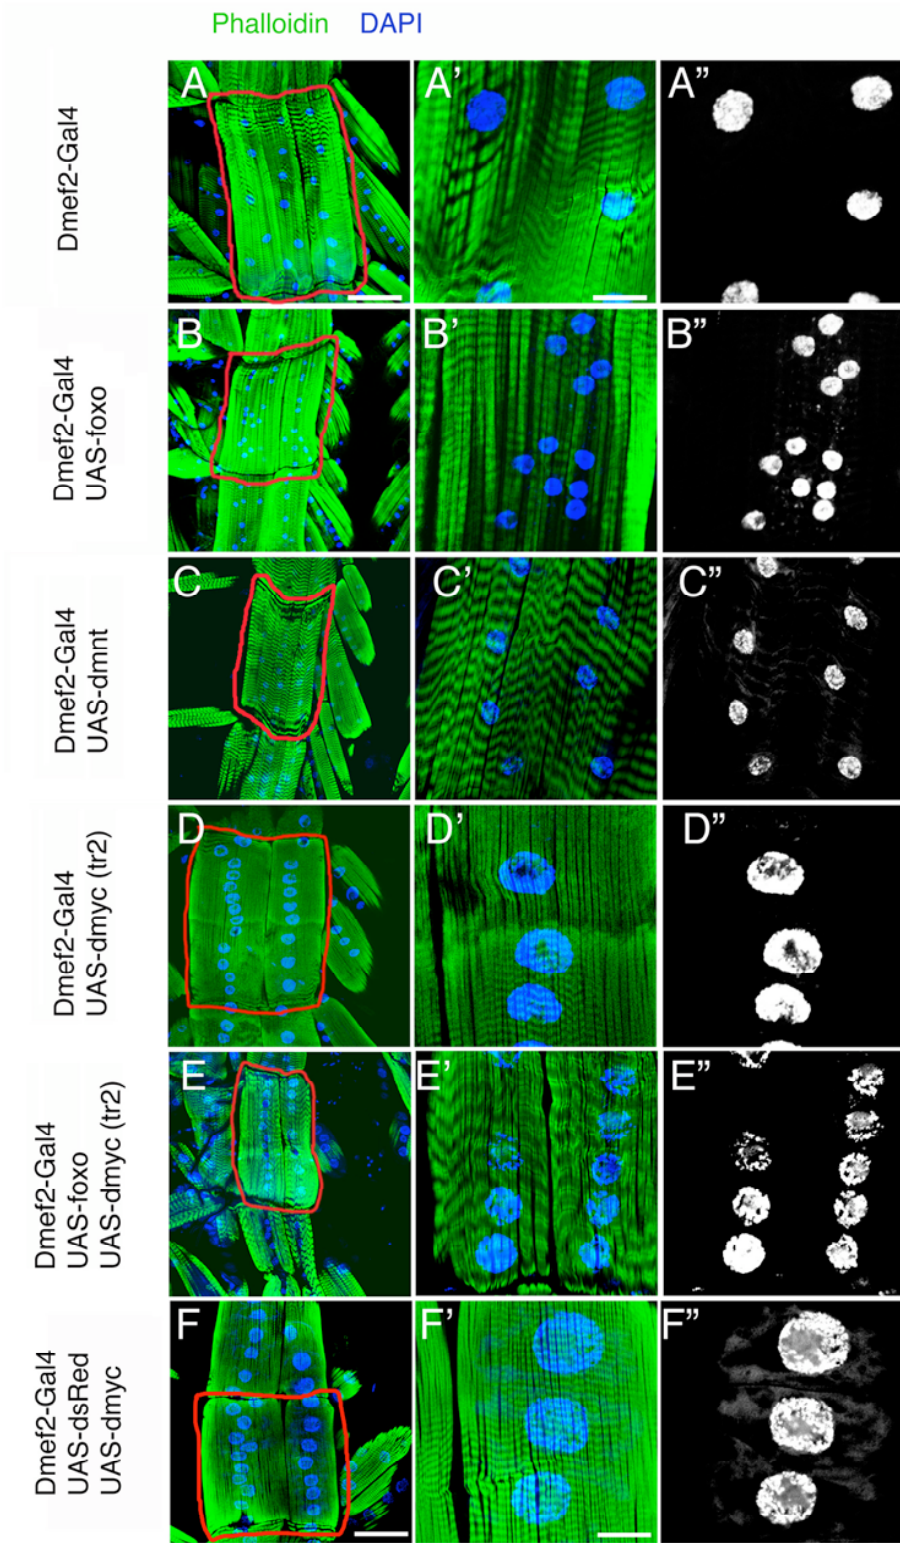 Phalloidin DAPI
Dmef2-Gal4
A A’ A”
Dmef2-Gal4
UAS-foxo
B B’ B”
Dmef2-Gal4
UAS-dmnt
C C’ C”
Dmef2-Gal4
UAS-dmyc (tr2)
D D’ D”
Dmef2-Gal4
UAS-foxo
UAS-dmyc (tr2)
E E’ E”
Dmef2-Gal4
UAS-dsRed
UAS-dmyc
F F’ F”